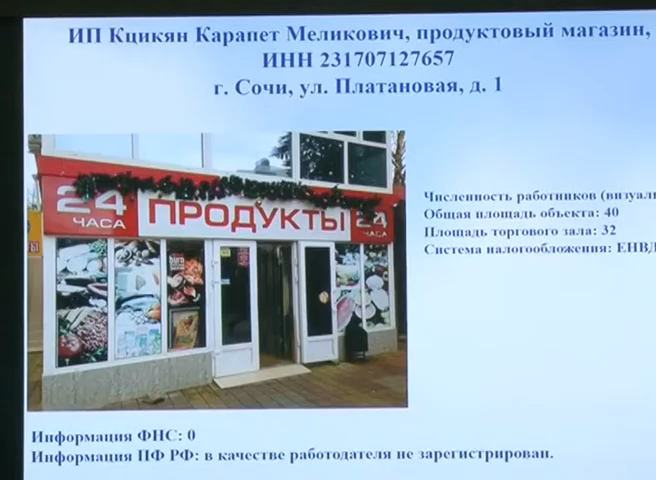 ИП Кцикян Карапет Меликович, продуктовый магазин,
ИНН 231707127657
г. Сочи, ул. Платановая, д. 1
24
ЧАСА
ПРОДУКТЫ
24
ЧАСА
Численность работников
Общая площадь объекта: 40
Площадь торгового зала: 32
Система налогообложения: ЕНВД
Информация ФНС: 0
Информация ПФ РФ: в качестве работодателя не зарегистрирован.